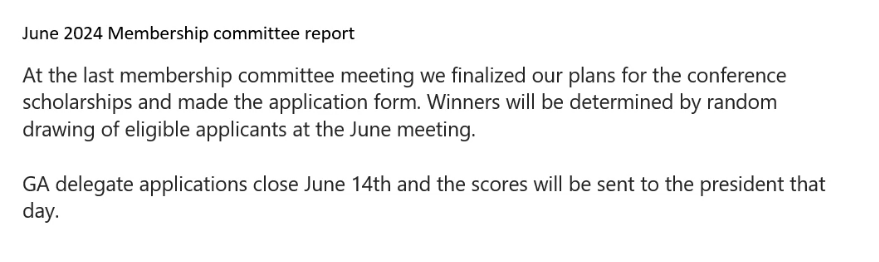 June 2024 Membership committee report
At the last membership committee meeting we finalized our plans for the conference
scholarships and made the application form. Winners will be determined by random
drawing of eligible applicants at the June meeting.
GA delegate applications close June 14th and the scores will be sent to the president that
day.